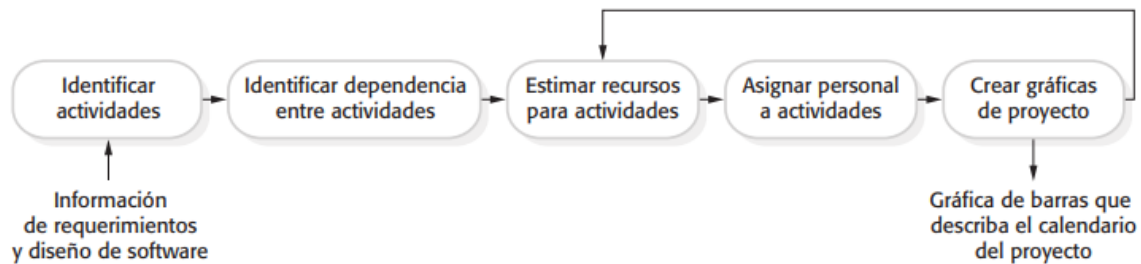 Identificar
actividades
Identificar dependencia
entre actividades
Estimar recursos
para actividades
Asignar personal
a actividades
Crear gráficas
de proyecto
Información
de requerimientos
y diseño de software
Gráfica de barras que
describa el calendario
del proyecto